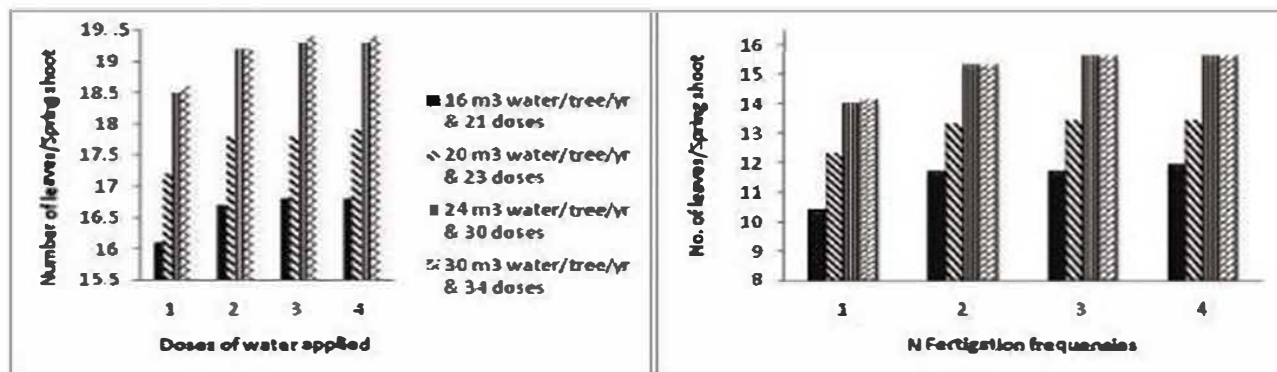 19.5
19
18.5
18
17.5
17
16.5
16
15.5
Number of leaves/Spring shoot
1 2 3 4
Doses of water applied
16 m3 water/tree/yr
& 21 doses
20 m3 water/tree/yr
& 23 doses
24 m3 water/tree/yr
& 30 doses
30 m3 water/tree/yr
& 34 doses
16
15
14
13
12
11
10
9
8
No. of leaves/Spring shoot
1 2 3 4
N Fertigation frequencies